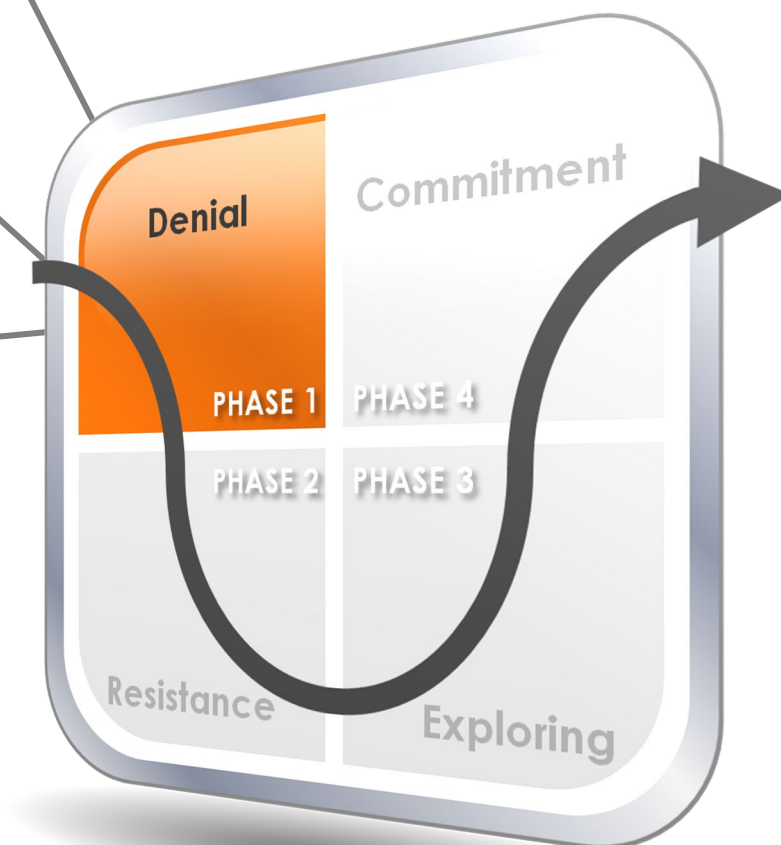 Denial
Commitment
PHASE 1
PHASE 4
PHASE 2
PHASE 3
Resistance
Exploring